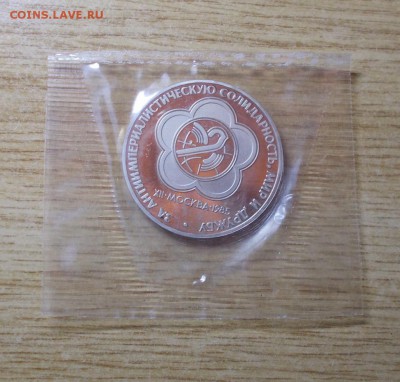 COINS.LAVE.RU
ЗА АНТИИМПЕРИАЛИСТИЧЕСКУЮ СОЛИДАРНОСТЬ, МИР И ДРУЖБУ
XII·МОСКВА·1985